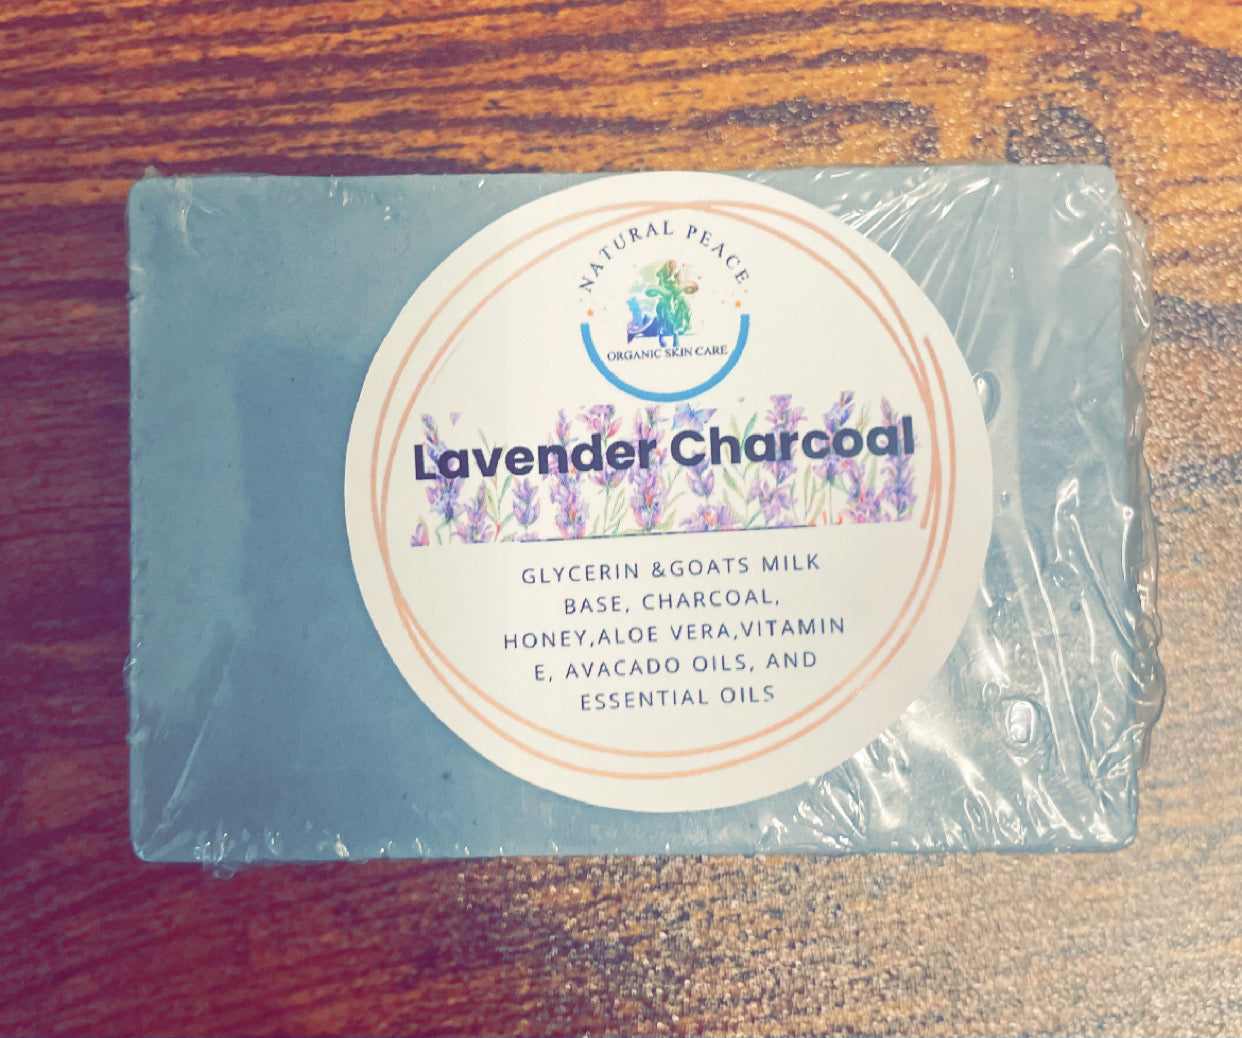 NATURAL PEACE
ORGANIC SKIN CARE
Lavender Charcoal
GLYCERIN &GOATS MILK
BASE, CHARCOAL,
HONEY,ALOE VERA,VITAMIN
E, AVACADO OILS, AND
ESSENTIAL OILS